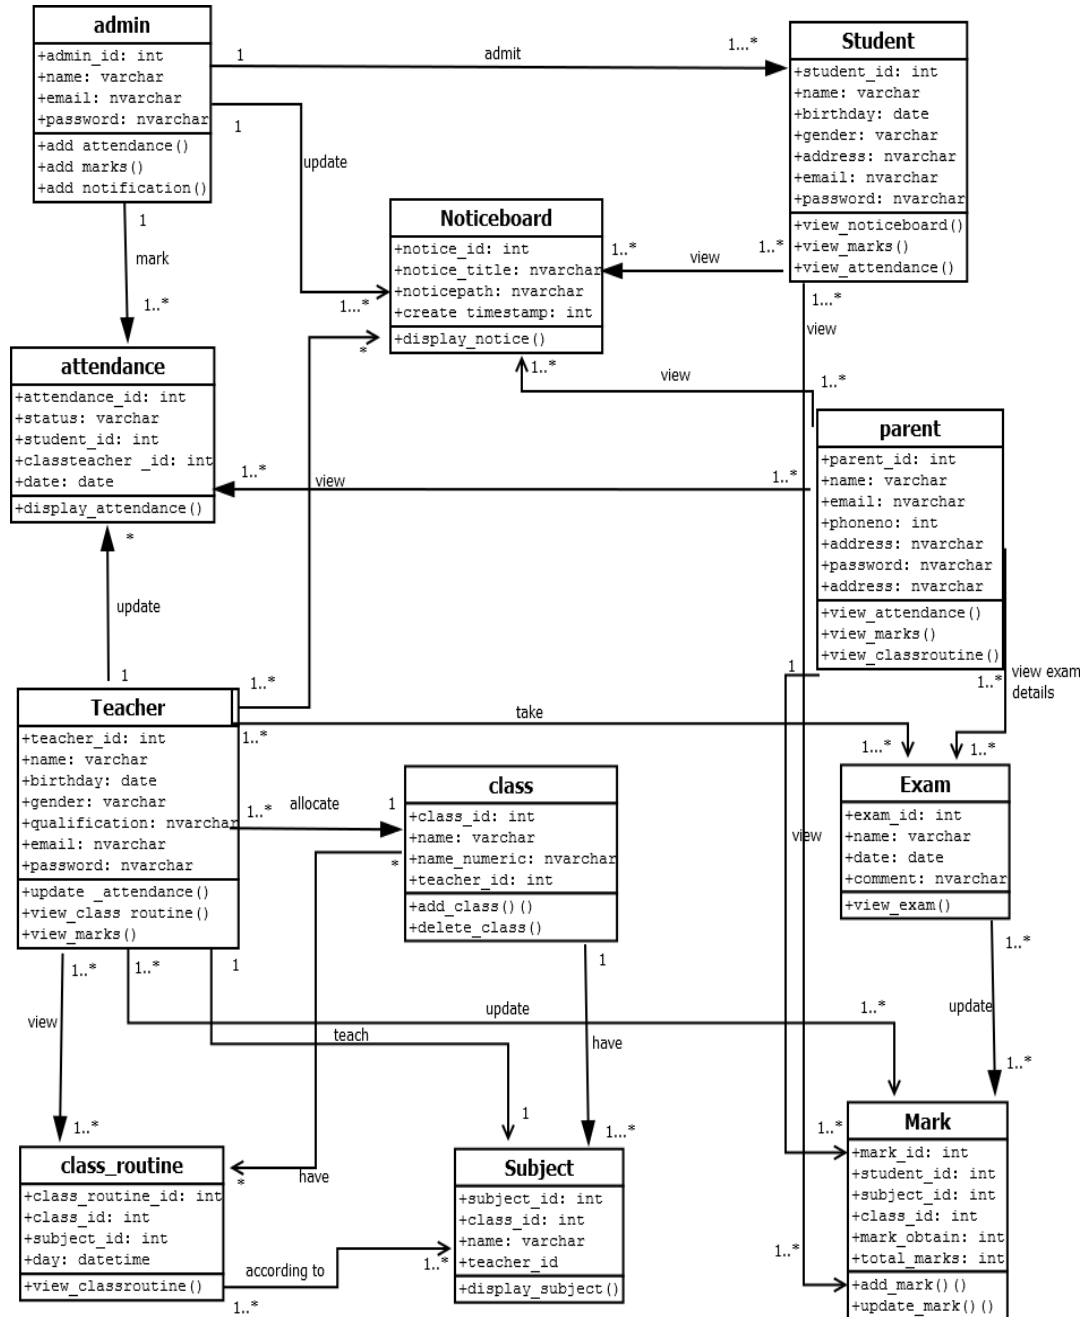 admin
+admin_id: int
+name: varchar
+email: nvarchar
+password: nvarchar
+add attendance()
+add marks()
+add notification()
1
admit
1...*
Student
+student_id: int
+name: varchar
+birthday: date
+gender: varchar
+address: nvarchar
+email: nvarchar
+password: nvarchar
+view_noticeboard()
+view_marks()
+view_attendance()
1
update
1...*
1
mark
1..*
Noticeboard
+notice_id: int
+notice_title: nvarchar
+noticepath: nvarchar
+create timestamp: int
+display_notice()
1..*
view
1..*
1...*
view
*
1..*
view
1..*
attendance
+attendance_id: int
+status: varchar
+student_id: int
+classteacher _id: int
+date: date
+display_attendance()
1..*
view
1..*
parent
+parent_id: int
+name: varchar
+email: nvarchar
+phoneno: int
+address: nvarchar
+password: nvarchar
+address: nvarchar
+view_attendance()
+view_marks()
+view_classroutine()
*
update
1
1..*
1
1..*
view exam
details
Teacher
+teacher_id: int
+name: varchar
+birthday: date
+gender: varchar
+qualification: nvarchar
+email: nvarchar
+password: nvarchar
+update _attendance()
+view_class routine()
+view_marks()
1..*
take
1...*
1..*
1..*
allocate
1
*
class
+class_id: int
+name: varchar
+name_numeric: nvarchar
+teacher_id: int
+add_class()()
+delete_class()
view
Exam
+exam_id: int
+name: varchar
+date: date
+comment: nvarchar
+view_exam()
1..*
view
1..*
1..*
update
1..*
1
teach
1
1
have
1...*
1..*
update
1..*
class_routine
+class_routine_id: int
+class_id: int
+subject_id: int
+day: datetime
+view_classroutine()
*
have
1..*
according to
1..*
Subject
+subject_id: int
+class_id: int
+name: varchar
+teacher_id
+display_subject()
1..*
1..*
Mark
+mark_id: int
+student_id: int
+subject_id: int
+class_id: int
+mark_obtain: int
+total_marks: int
+add_mark()()
+update_mark()()